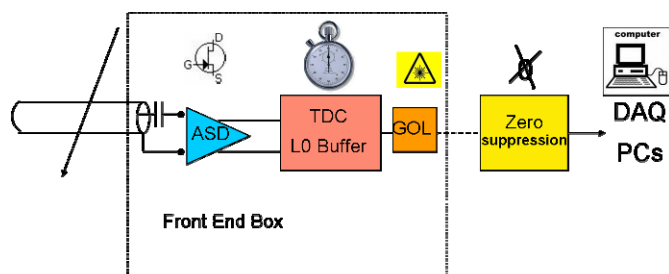 computer
D
G
S
ASD
TDC
L0 Buffer
GOL
Zero
suppression
DAQ
PCs
Front End Box